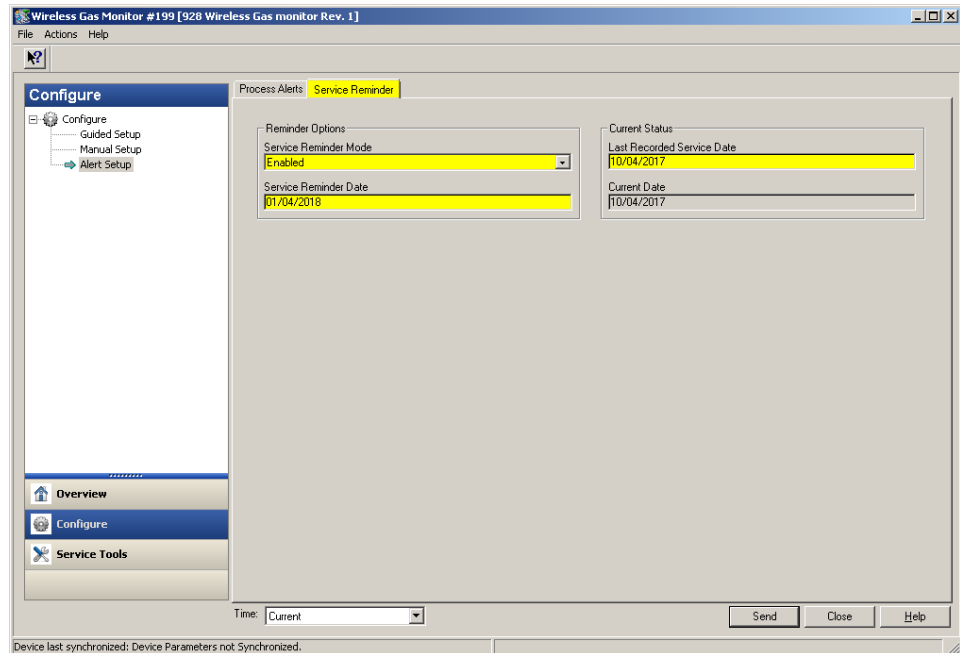 Wireless Gas Monitor #199 [928 Wireless Gas monitor Rev. 1]
File Actions Help
Configure
Configure
Guided Setup
Manual Setup
Alert Setup
Overview
Configure
Service Tools
Process Alerts Service Reminder
Reminder Options
Service Reminder Mode
Enabled
Service Reminder Date
01/04/2018
Current Status
Last Recorded Service Date
10/04/2017
Current Date
10/04/2017
Time: Current
Send Close Help
Device last synchronized: Device Parameters not Synchronized.